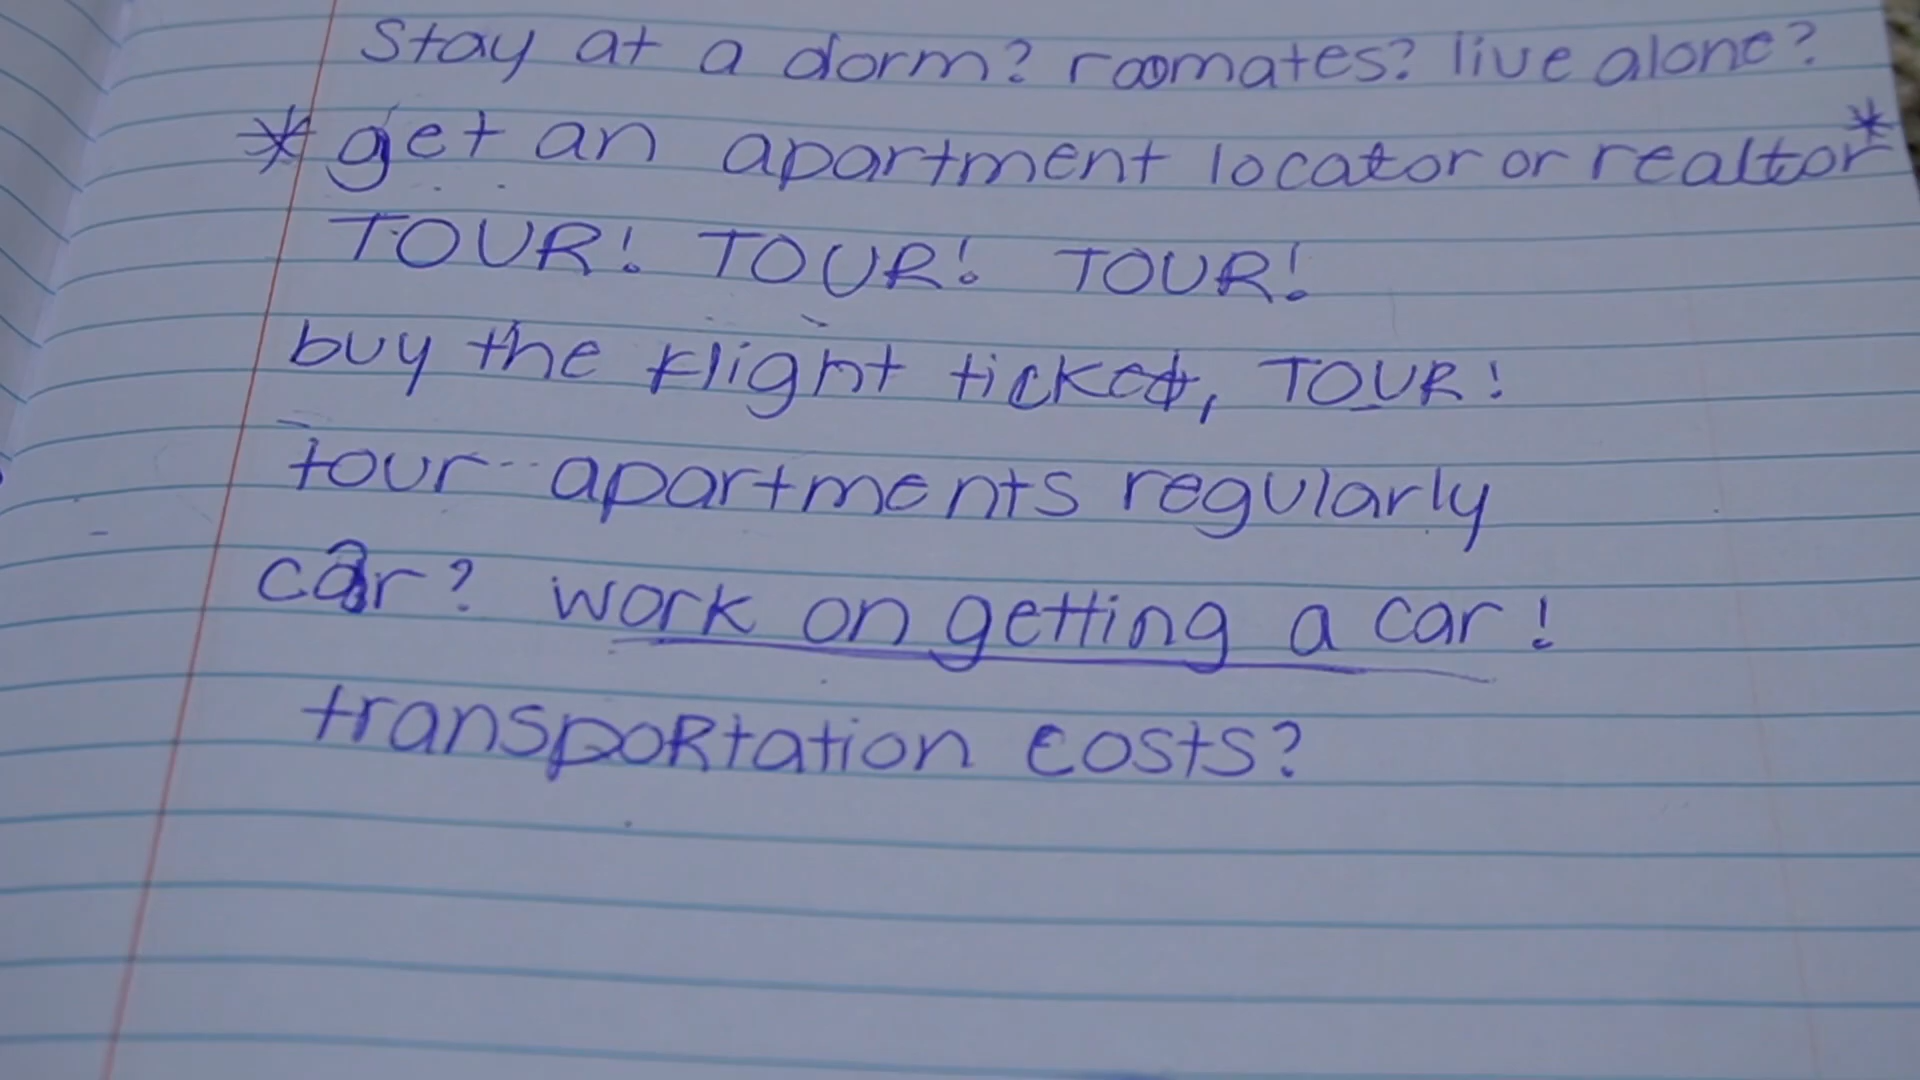 Stay at a dorm? roomates? live alone?
* get an apartment locator or realtor *
TOUR! TOUR! TOUR!
buy the flight ticket, TOUR!
tour apartments regularly
car? work on getting a car!
transportation costs?